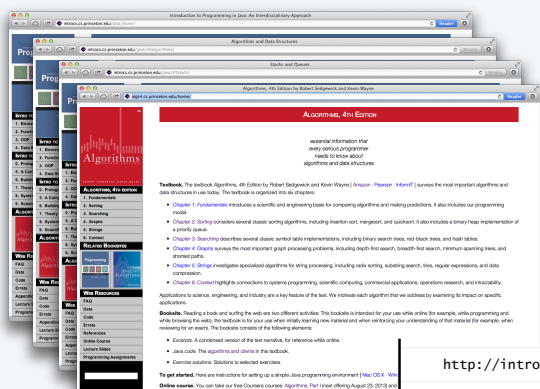 Introduction to Programming in Java: An Interdisciplinary Approach
introcs.cs.princeton.edu/java/home/
Reader
Algorithms and Data Structures
introcs.cs.princeton.edu/java/40algorithms/
Stacks and Queues
introcs.cs.princeton.edu/java/43stack/
Algorithms, 4th Edition by Robert Sedgewick and Kevin Wayne
algs4.cs.princeton.edu/home/
Reader
Algorithms
ALGORITHMS, 4TH EDITION
1. Fundamentals
2. Sorting
3. Searching
4. Graphs
5. Strings
6. Context
RELATED BOOKSITES
WEB RESOURCES
FAQ
Data
Code
Errata
References
Online Course
Lecture Slides
Programming Assignments
ALGORITHMS, 4TH EDITION
essential information that
every serious programmer
needs to know about
algorithms and data structures
Textbook. The textbook Algorithms, 4th Edition by Robert Sedgewick and Kevin Wayne [ Amazon · Pearson · InformIT ] surveys the most important algorithms and
data structures in use today. The textbook is organized into six chapters:
• Chapter 1: Fundamentals introduces a scientific and engineering basis for comparing algorithms and making predictions. It also includes our programming
model.
• Chapter 2: Sorting considers several classic sorting algorithms, including insertion sort, mergesort, and quicksort. It also includes a binary heap implementation of
a priority queue.
• Chapter 3: Searching describes several classic symbol table implementations, including binary search trees, red-black trees, and hash tables.
• Chapter 4: Graphs surveys the most important graph processing problems, including depth-first search, breadth-first search, minimum spanning trees, and
shortest paths.
• Chapter 5: Strings investigates specialized algorithms for string processing, including radix sorting, substring search, tries, regular expressions, and data
compression.
• Chapter 6: Context highlights connections to systems programming, scientific computing, commercial applications, operations research, and intractability.
Applications to science, engineering, and industry are a key feature of the text. We motivate each algorithm that we address by examining its impact on specific
applications.
Booksite. Reading a book and surfing the web are two different activities: This booksite is intended for your use while online (for example, while programming and
while browsing the web); the textbook is for your use when initially learning new material and when reinforcing your understanding of that material (for example, when
reviewing for an exam). The booksite consists of the following elements:
• Excerpts. A condensed version of the text narrative, for reference while online.
• Java code. The algorithms and clients in this textbook.
• Exercise solutions. Solutions to selected exercises.
To get started. Here are instructions for setting up a simple Java programming environment [ Mac OS X ·
Online course. You can take our free Coursera courses: Algorithms, Part I (next offering August 23, 2013) and
http://intro